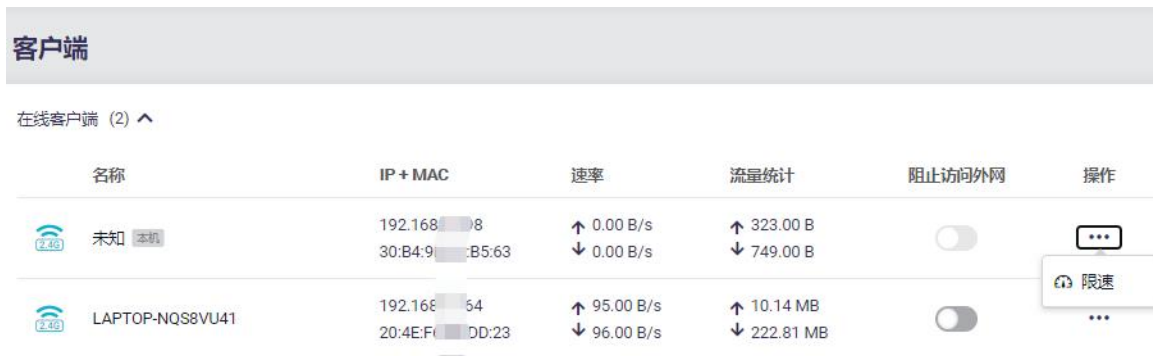 客户端
在线客户端 (2)
名称 IP + MAC 速率 流量统计 阻止访问外网 操作
192.168 8 ↑ 0.00 B/s ↑ 323.00 B
2.4G 未知 本机
30:B4:9 :B5:63 ↓ 0.00 B/s ↓ 749.00 B
限速
192.168 64 ↑ 95.00 B/s ↑ 10.14 MB
2.4G LAPTOP-NQS8VU41
20:4E:F DD:23 ↓ 96.00 B/s ↓ 222.81 MB